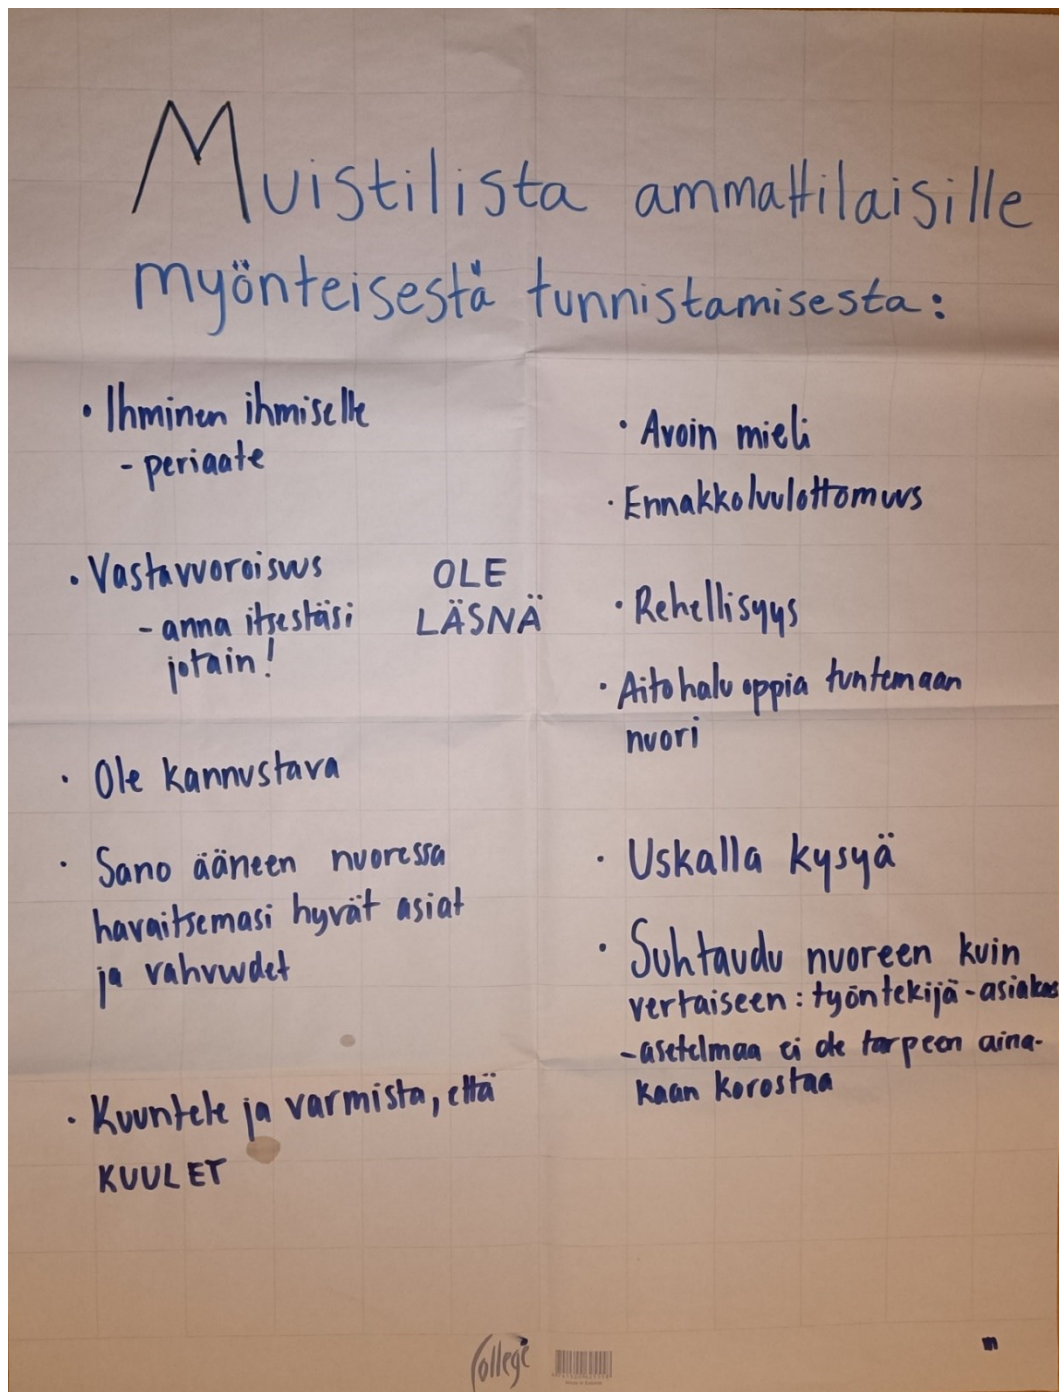 Muistilista ammattilaisille
myönteisestä tunnistamisesta:
• Ihminen ihmiselle
- periaate
• Vastavuoroisuus
- anna itsestäsi
jotain!
• Ole kannustava
• Sano ääneen nuoressa
havaitsemasi hyvät asiat
ja vahvuudet
• Kuuntele ja varmista, että
KUULET
OLE
LÄSNÄ
• Avoin mieli
• Ennakkoluulottomuus
• Rehellisyys
• Aito halu oppia tuntemaan
nuori
• Uskalla kysyä
• Suhtaudu nuoreen kuin
vertaiseen: työntekijä-asiakas
-asetelmaa ei ole tarpeen aina-
kaan korostaa
College